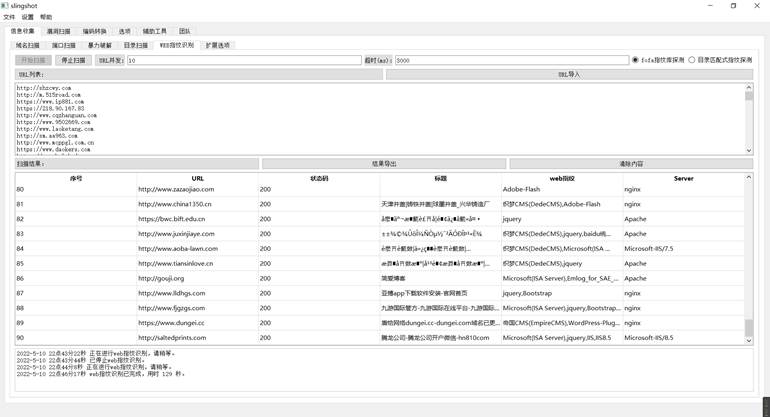 slingshot
文件 设置 帮助
信息收集 漏洞扫描 编码转换 选项 辅助工具 团队
域名扫描 端口扫描 暴力破解 目录扫描 WEB指纹识别 扩展选项
开始扫描 停止扫描 URL并发: 10 超时(ms): 3000 fofa指纹库探测 目录匹配式指纹探测
URL列表: URL导入
http://shzcwy.com
http://m.515road.com
https://www.ip881.com
https://218.90.167.83
http://www.cqzhanguan.com
https://www.9502669.com
http://www.laoketang.com
http://sm.aa963.com
http://www.mcppgl.com.cn
https://www.daokers.com
扫描结果: 结果导出 清除内容
序号 URL 状态码 标题 web指纹 Server
80 http://www.zazaojiao.com 200 Adobe-Flash nginx
81 http://www.china1350.cn 200 天津井盖|铸铁井盖|球墨井盖_兴华铸造厂 织梦CMS(DedeCMS),Adobe-Flash nginx
82 https://bwc.bift.edu.cn 200 jquery Apache
83 http://www.juxinjiaye.com 200 织梦CMS(DedeCMS),jquery,baidu统... nginx
84 http://www.aoba-lawn.com 200 织梦CMS(DedeCMS),Microsoft(ISA ... Microsoft-IIS/7.5
85 http://www.tiansinlove.cn 200 织梦CMS(DedeCMS),jquery Apache
86 http://gouji.org 200 简爱博客 Microsoft(ISA Server),Emlog_for_SAE_... Apache
87 http://www.lldhgs.com 200 亚博app下载软件安装-官网首页 jquery,Bootstrap nginx
88 http://www.fjgzgs.com 200 九游国际官方-九游国际在线平台-九游国际... Microsoft(ISA Server),jquery,Bootstrap... nginx
89 https://www.dungei.cc 200 盾给网络dungei.cc-dungei.com域名已更... 帝国CMS(EmpireCMS),WordPress-Plug... nginx
90 http://saltedprints.com 200 腾龙公司-腾龙公司开户微信-hn810com Microsoft(ISA Server),jquery,IIS,IIS8.5 Microsoft-IIS/8.5
2022-5-10 22点43分22秒 正在进行web指纹识别，请稍等。
2022-5-10 22点43分44秒 已停止web指纹识别。
2022-5-10 22点44分8秒 正在进行web指纹识别，请稍等。
2022-5-10 22点46分17秒 web指纹识别已完成，用时 129 秒。